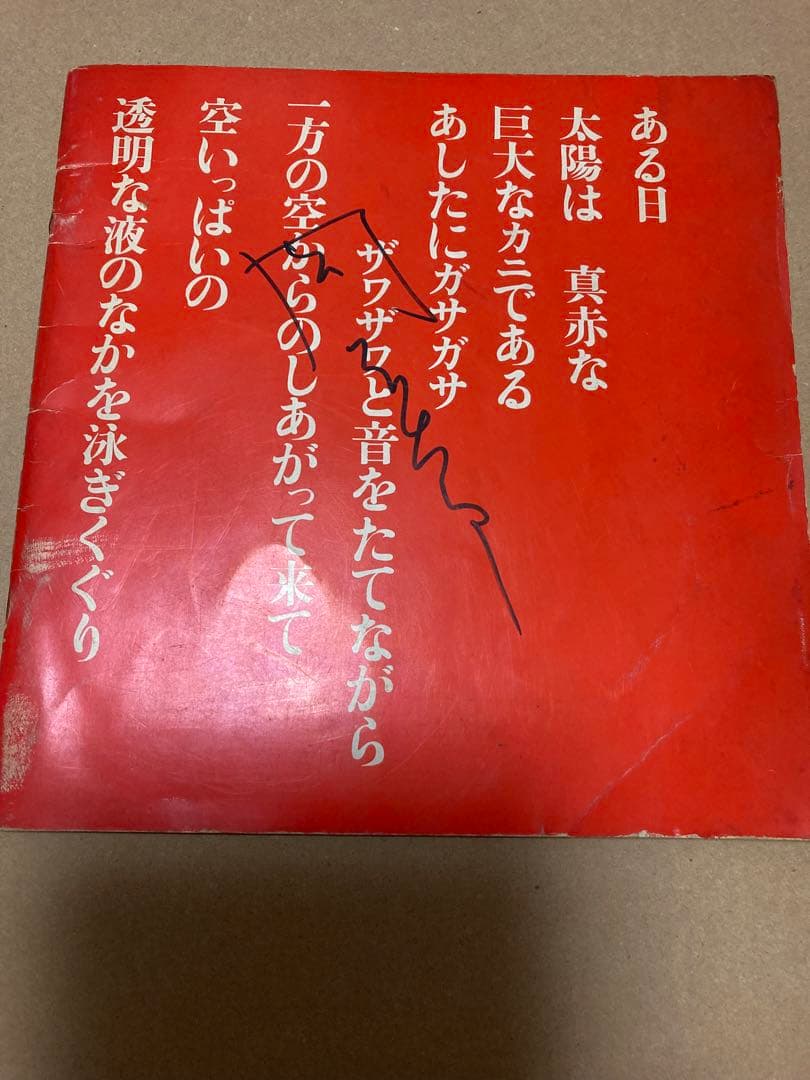 ある日
太陽は　真赤な
巨大なカニである
あしたにガサガサ
ザワザワと音をたてながら
一方の空からのしあがって来て
空いっぱいの
透明な液のなかを泳ぎくぐり